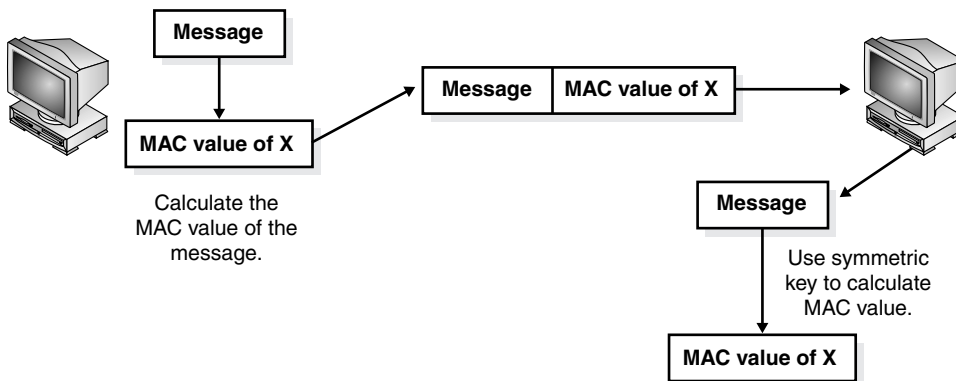 Message
MAC value of X
Calculate the
MAC value of the
message.
Message MAC value of X
Message
Use symmetric
key to calculate
MAC value.
MAC value of X